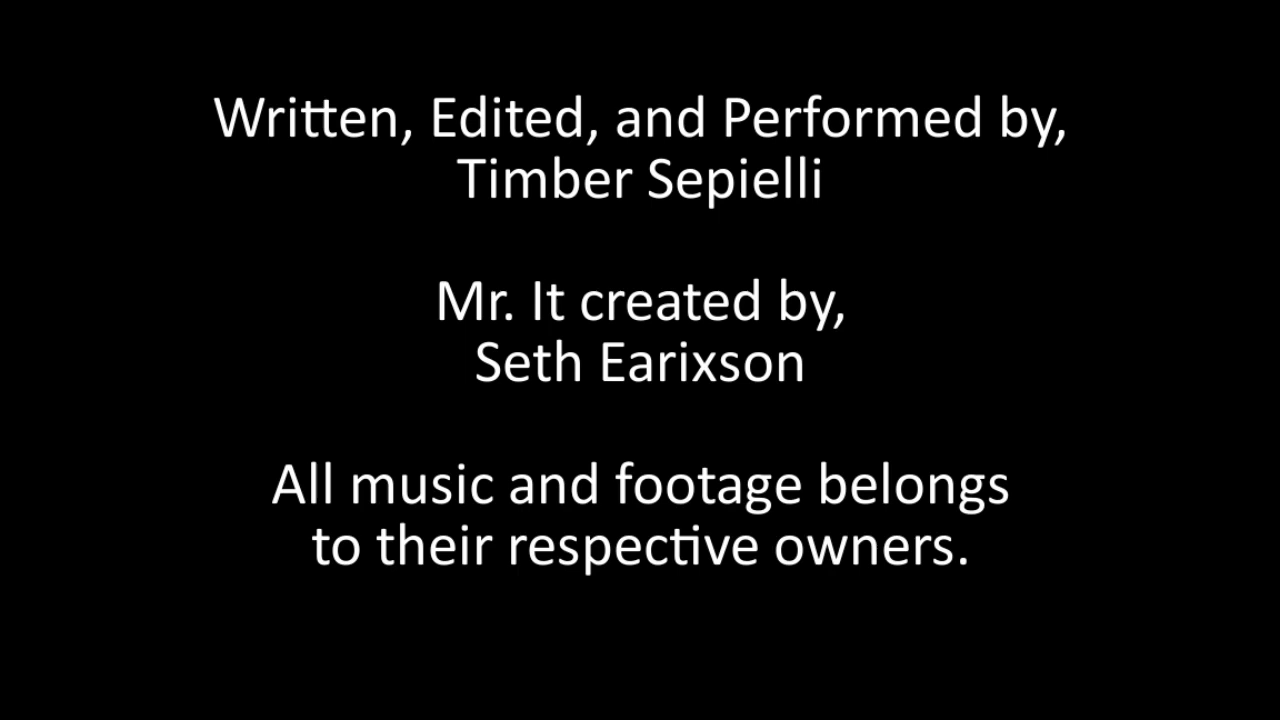 Written, Edited, and Performed by,
Timber Sepielli
Mr. It created by,
Seth Earixson
All music and footage belongs
to their respective owners.